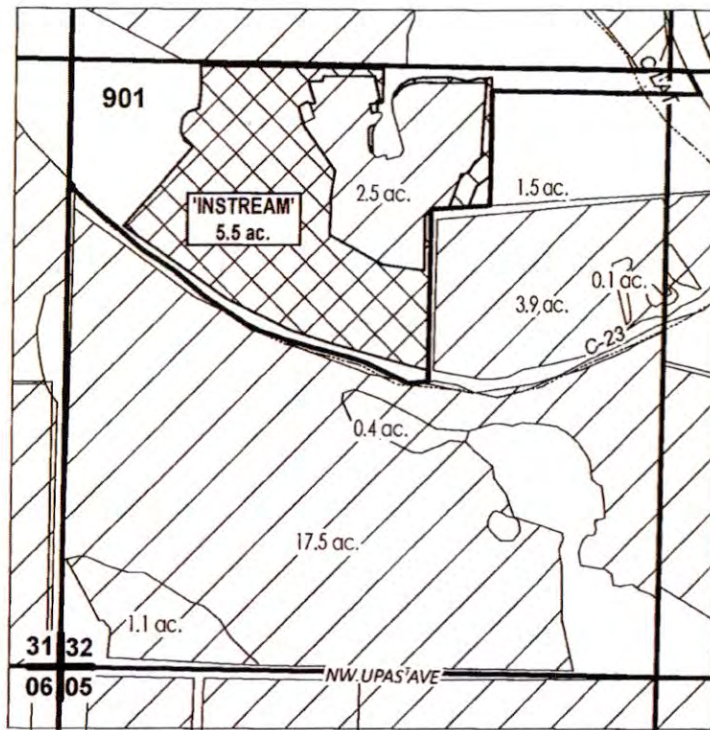 901
C-LAT
'INSTREAM'
5.5 ac.
2.5 ac.
1.5 ac.
0.1 ac.
3.9 ac.
C-23
0.4 ac.
17.5 ac.
1.1 ac.
31 32
06 05
NW UPAS AVE